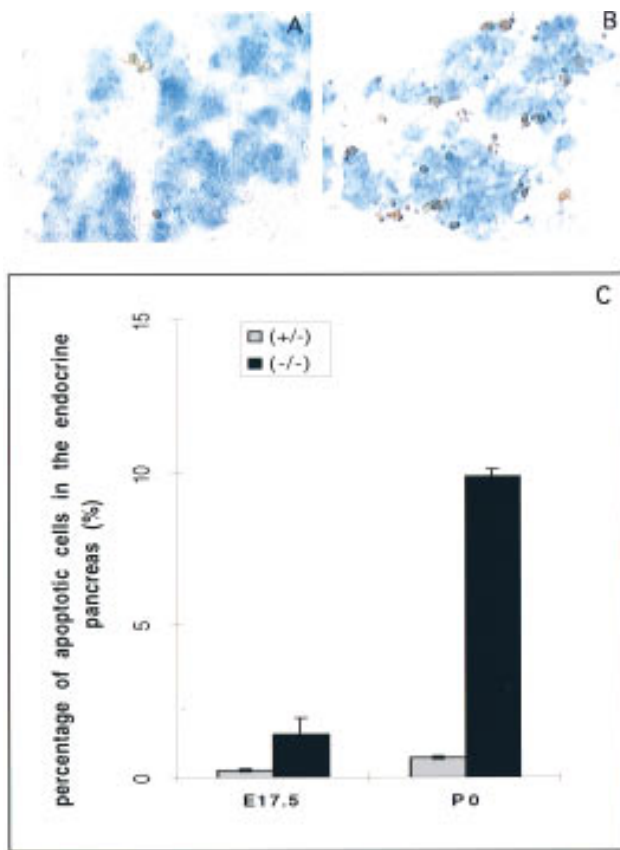 A
B
C
15
10
5
0
percentage of apoptotic cells in the endocrine
pancreas (%)
(+/-)
(-/-)
E17.5
P0